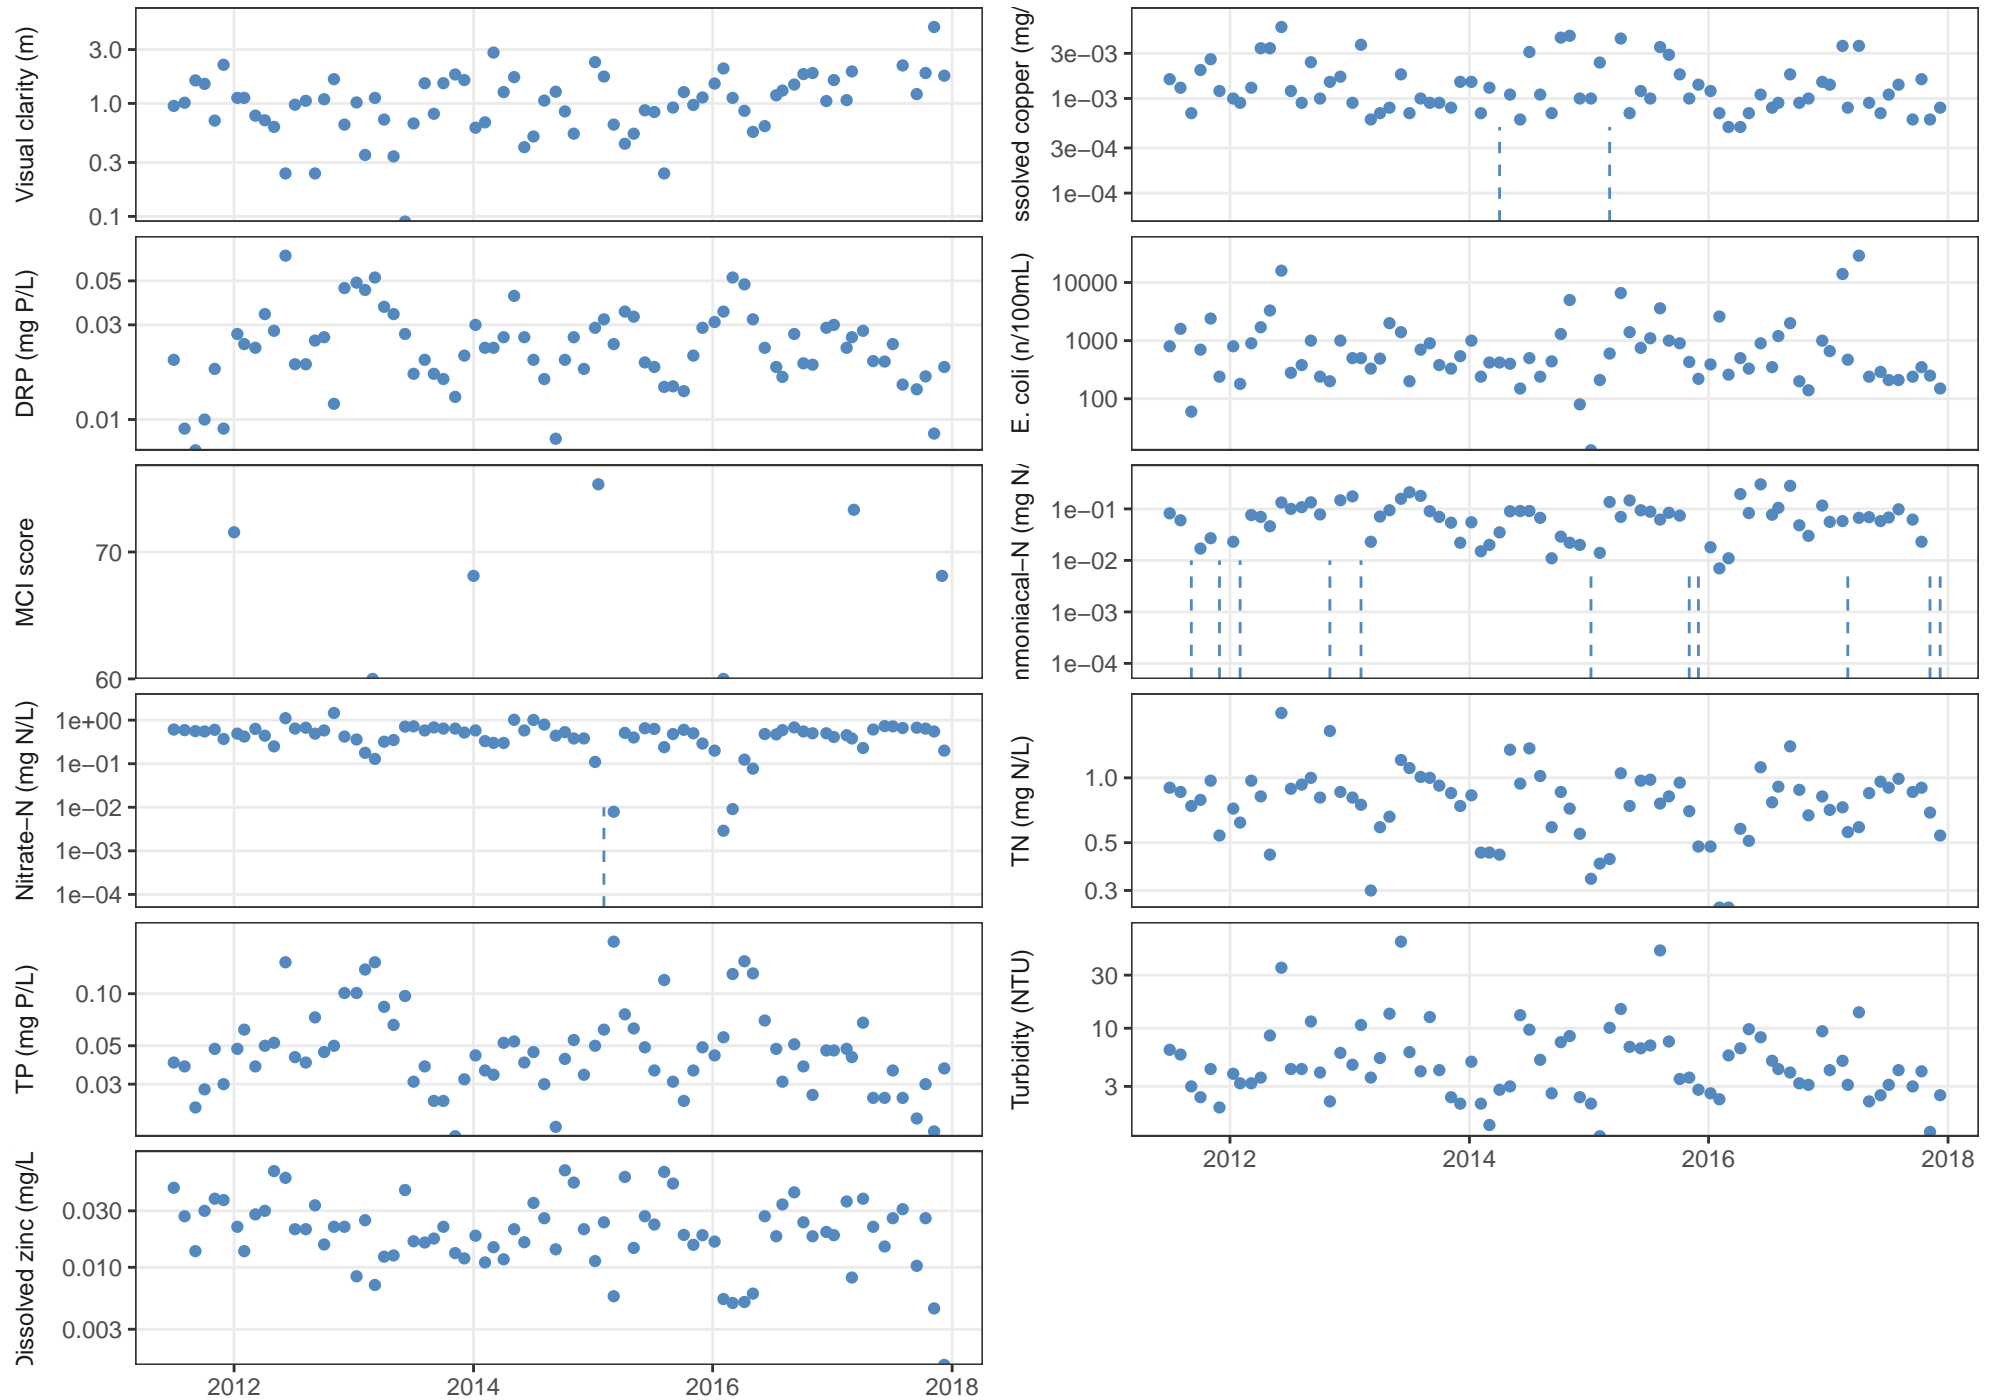 Visual clarity (m)
3.0
1.0
0.3
0.1
ssolved copper (mg/
3e−03
1e−03
3e−04
1e−04
DRP (mg P/L)
0.05
0.03
0.01
E. coli (n/100mL)
10000
1000
100
MCI score
70
60
nmoniacal−N (mg N/
1e−01
1e−02
1e−03
1e−04
Nitrate−N (mg N/L)
1e+00
1e−01
1e−02
1e−03
1e−04
TN (mg N/L)
1.0
0.5
0.3
TP (mg P/L)
0.10
0.05
0.03
Turbidity (NTU)
30
10
3
2012 2014 2016 2018
Dissolved zinc (mg/L
0.030
0.010
0.003
2012 2014 2016 2018